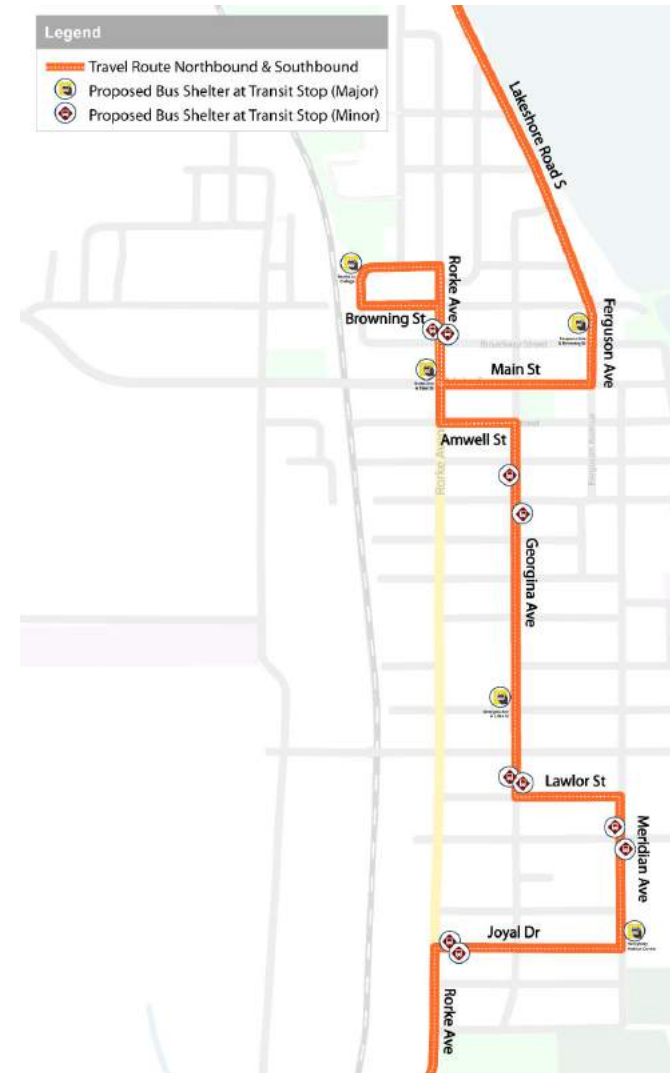 Legend
Travel Route Northbound & Southbound
Proposed Bus Shelter at Transit Stop (Major)
Proposed Bus Shelter at Transit Stop (Minor)
Lakeshore Road S
Rorke Ave
Ferguson Ave
Browning St
Main St
Amwell St
Rorke Avenue
Georgina Ave
Lawlor St
Meridian Ave
Joyal Dr
Rorke Ave